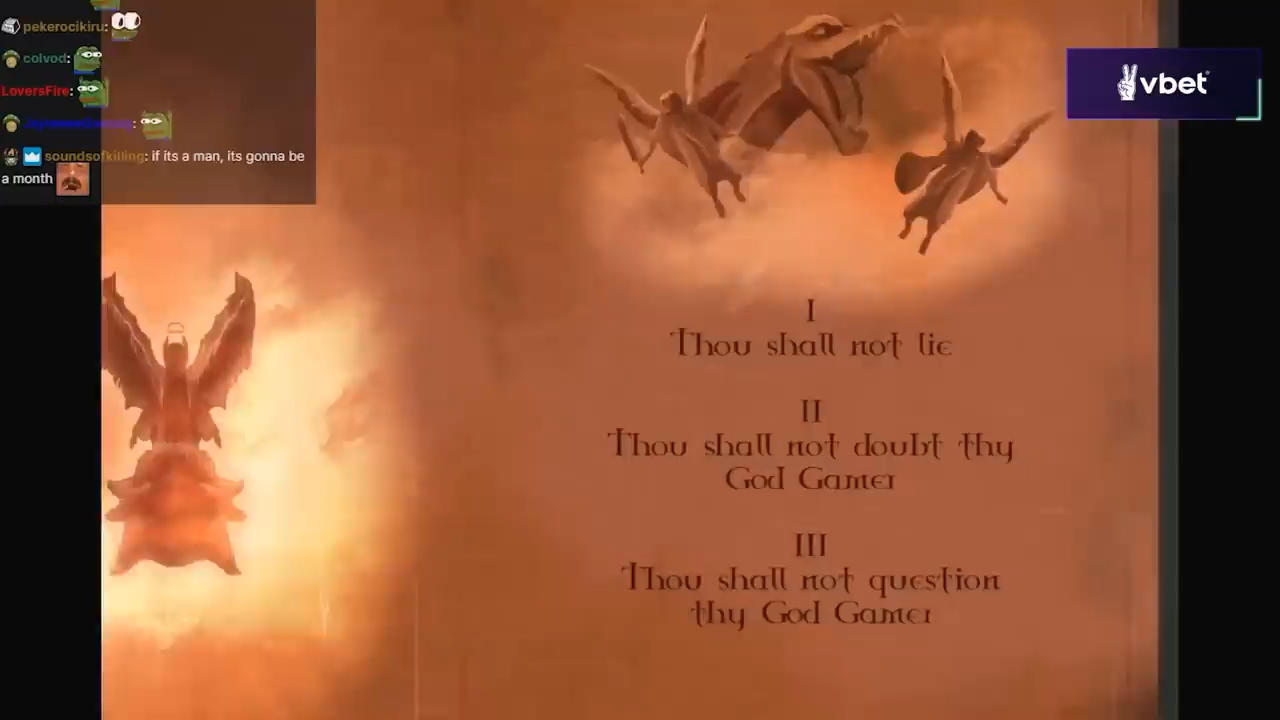 pekerocikiru:
colvod:
LoversFire:
soundsofkilling: if its a man, its gonna be
a month
vbet
I
Thou shall not lie
II
Thou shall not doubt thy
God Gamer
III
Thou shall not question
thy God Gamer